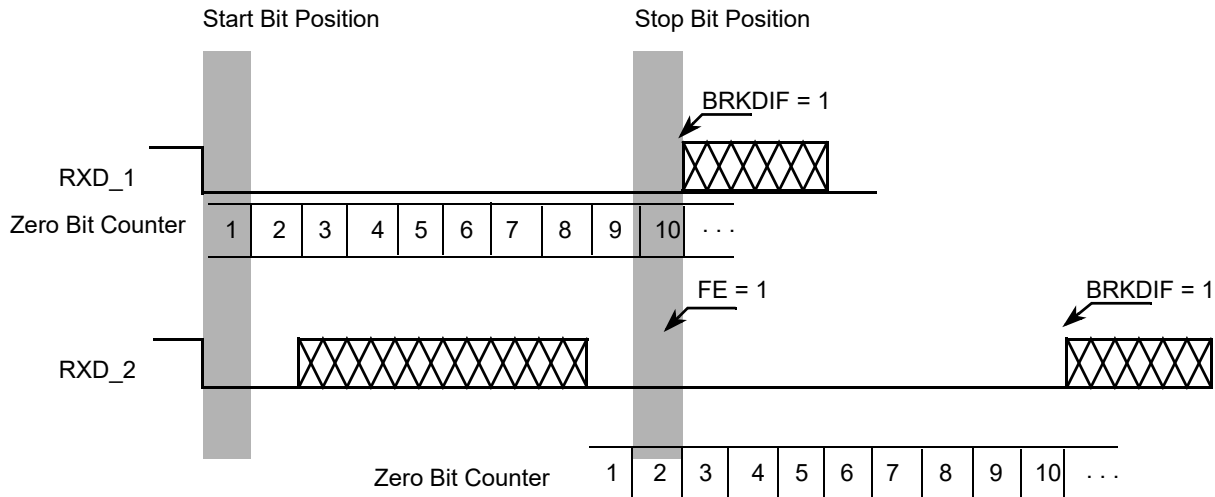 Start Bit Position
Stop Bit Position
BRKDIF = 1
RXD_1
Zero Bit Counter
1 2 3 4 5 6 7 8 9 10 . . .
FE = 1
BRKDIF = 1
RXD_2
Zero Bit Counter
1 2 3 4 5 6 7 8 9 10 . . .